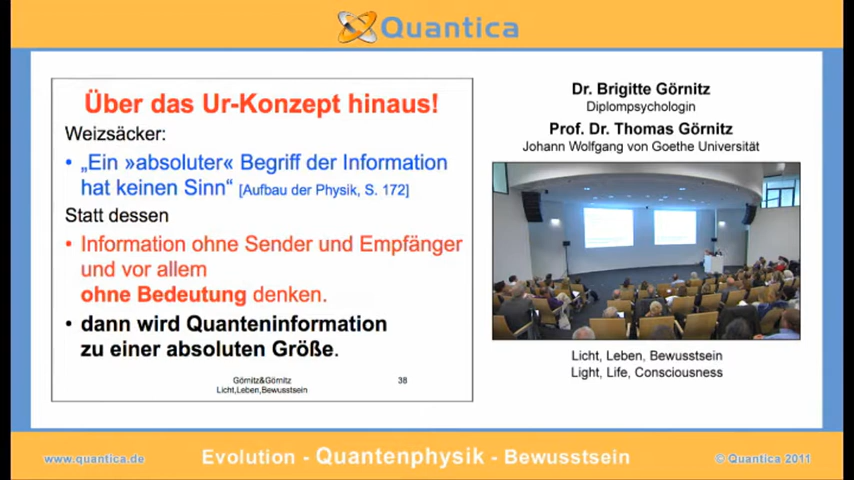 Quantica
Über das Ur-Konzept hinaus!
Weizsäcker:
• „Ein »absoluter« Begriff der Information
hat keinen Sinn“ [Aufbau der Physik, S. 172]
Statt dessen
• Information ohne Sender und Empfänger
und vor allem
ohne Bedeutung denken.
• dann wird Quanteninformation
zu einer absoluten Größe.
Görnitz&Görnitz
Licht,Leben,Bewusstsein
38
Dr. Brigitte Görnitz
Diplompsychologin
Prof. Dr. Thomas Görnitz
Johann Wolfgang von Goethe Universität
Licht, Leben, Bewusstsein
Light, Life, Consciousness
www.quantica.de
Evolution - Quantenphysik - Bewusstsein
© Quantica 2011